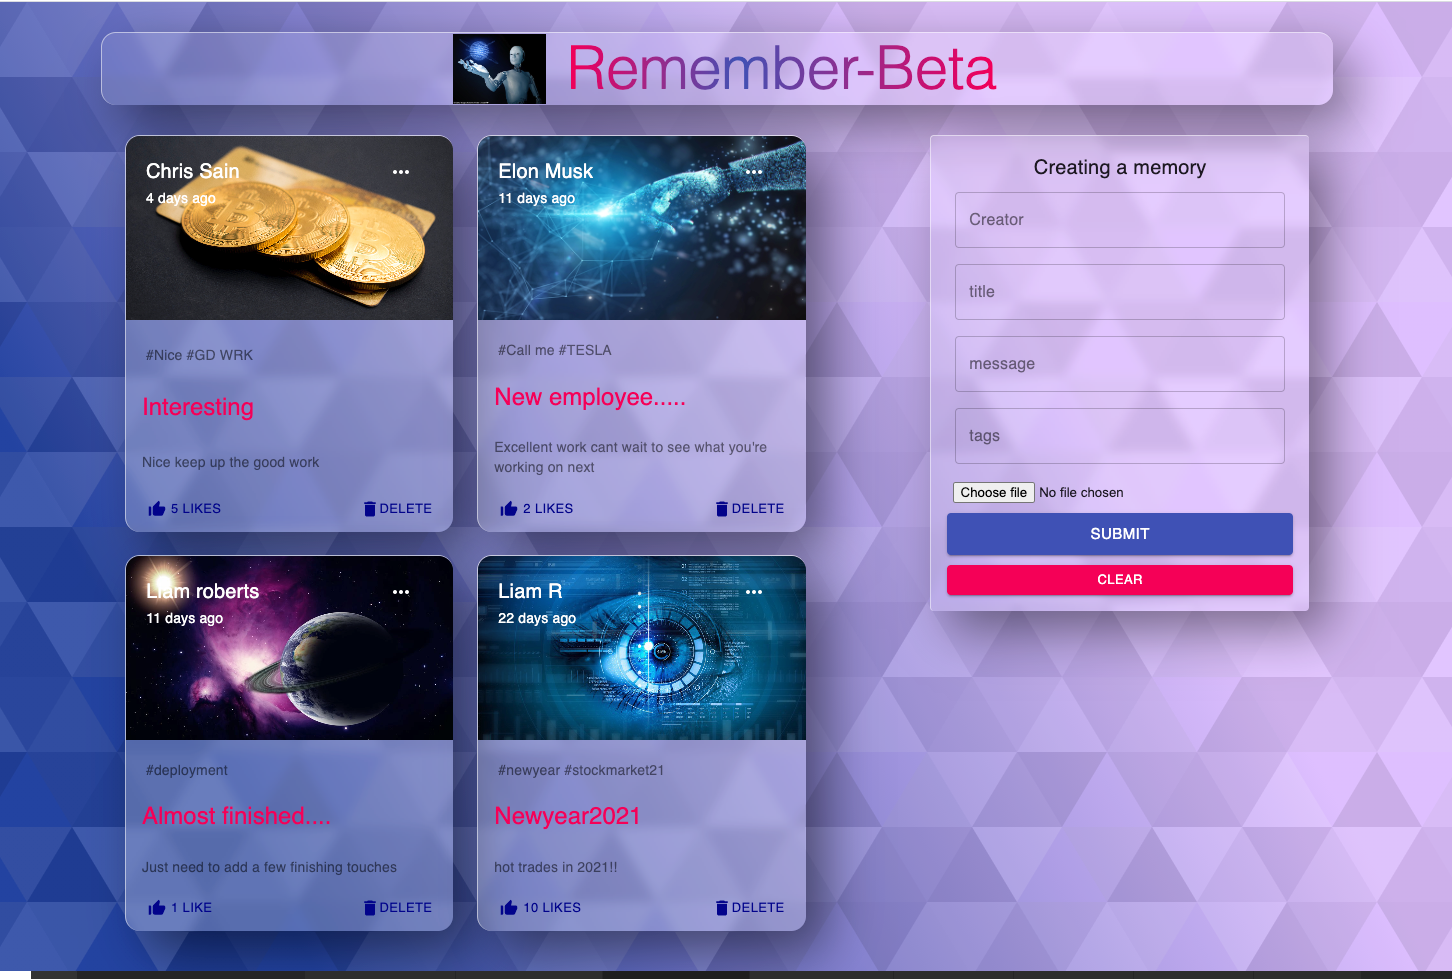 Remember-Beta
Chris Sain
4 days ago
#Nice #GD WRK
Interesting
Nice keep up the good work
5 LIKES
DELETE
Elon Musk
11 days ago
#Call me #TESLA
New employee.....
Excellent work cant wait to see what you're
working on next
2 LIKES
DELETE
Liam roberts
11 days ago
#deployment
Almost finished....
Just need to add a few finishing touches
1 LIKE
DELETE
Liam R
22 days ago
#newyear #stockmarket21
Newyear2021
hot trades in 2021!!
10 LIKES
DELETE
Creating a memory
Creator
title
message
tags
Choose file No file chosen
SUBMIT
CLEAR